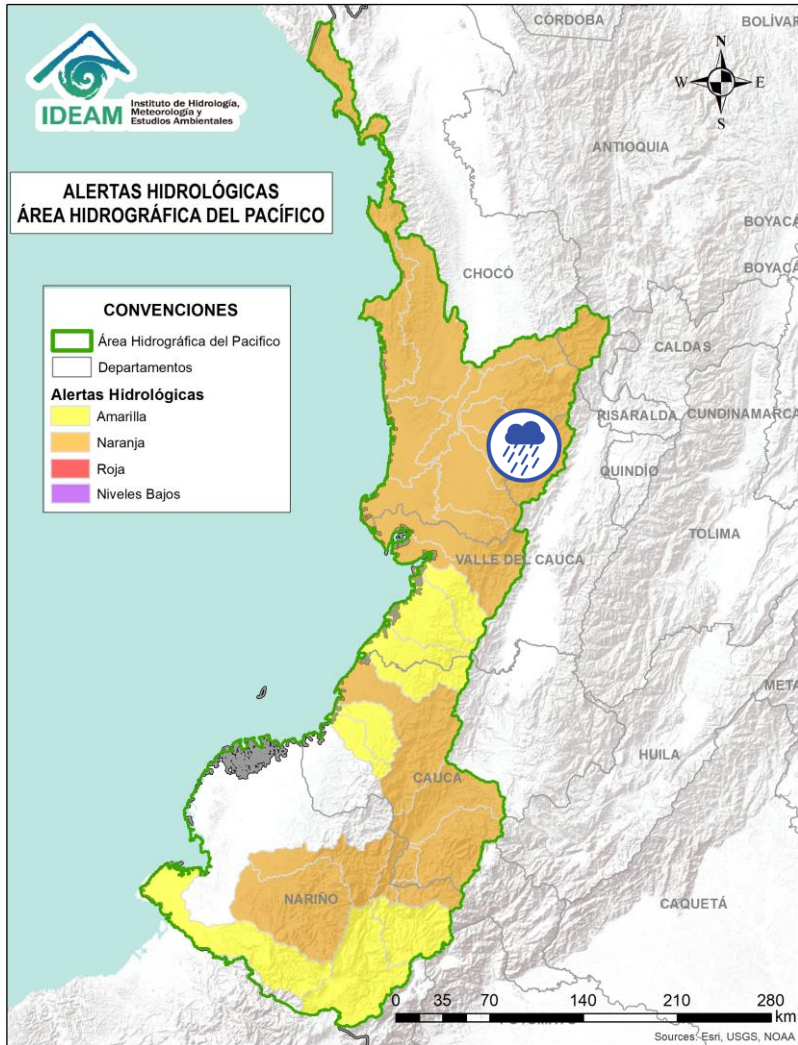 CÓRDOBA
BOLÍVAR
IDEAM
Instituto de Hidrología,
Meteorología y
Estudios Ambientales
N
W
E
S
ANTIOQUIA
ALERTAS HIDROLÓGICAS
ÁREA HIDROGRÁFICA DEL PACÍFICO
BOYACÁ
BOYACÁ
CHOCÓ
CONVENCIONES
Área Hidrográfica del Pacifico
Departamentos
Alertas Hidrológicas
Amarilla
Naranja
Roja
Niveles Bajos
CALDAS
RISARALDA
CUNDINAMARCA
QUINDÍO
TOLIMA
VALLE DEL CAUCA
META
HUILA
CAUCA
NARIÑO
CAQUETÁ
0 35 70 140 210 280
km
Sources: Esri, USGS, NOAA